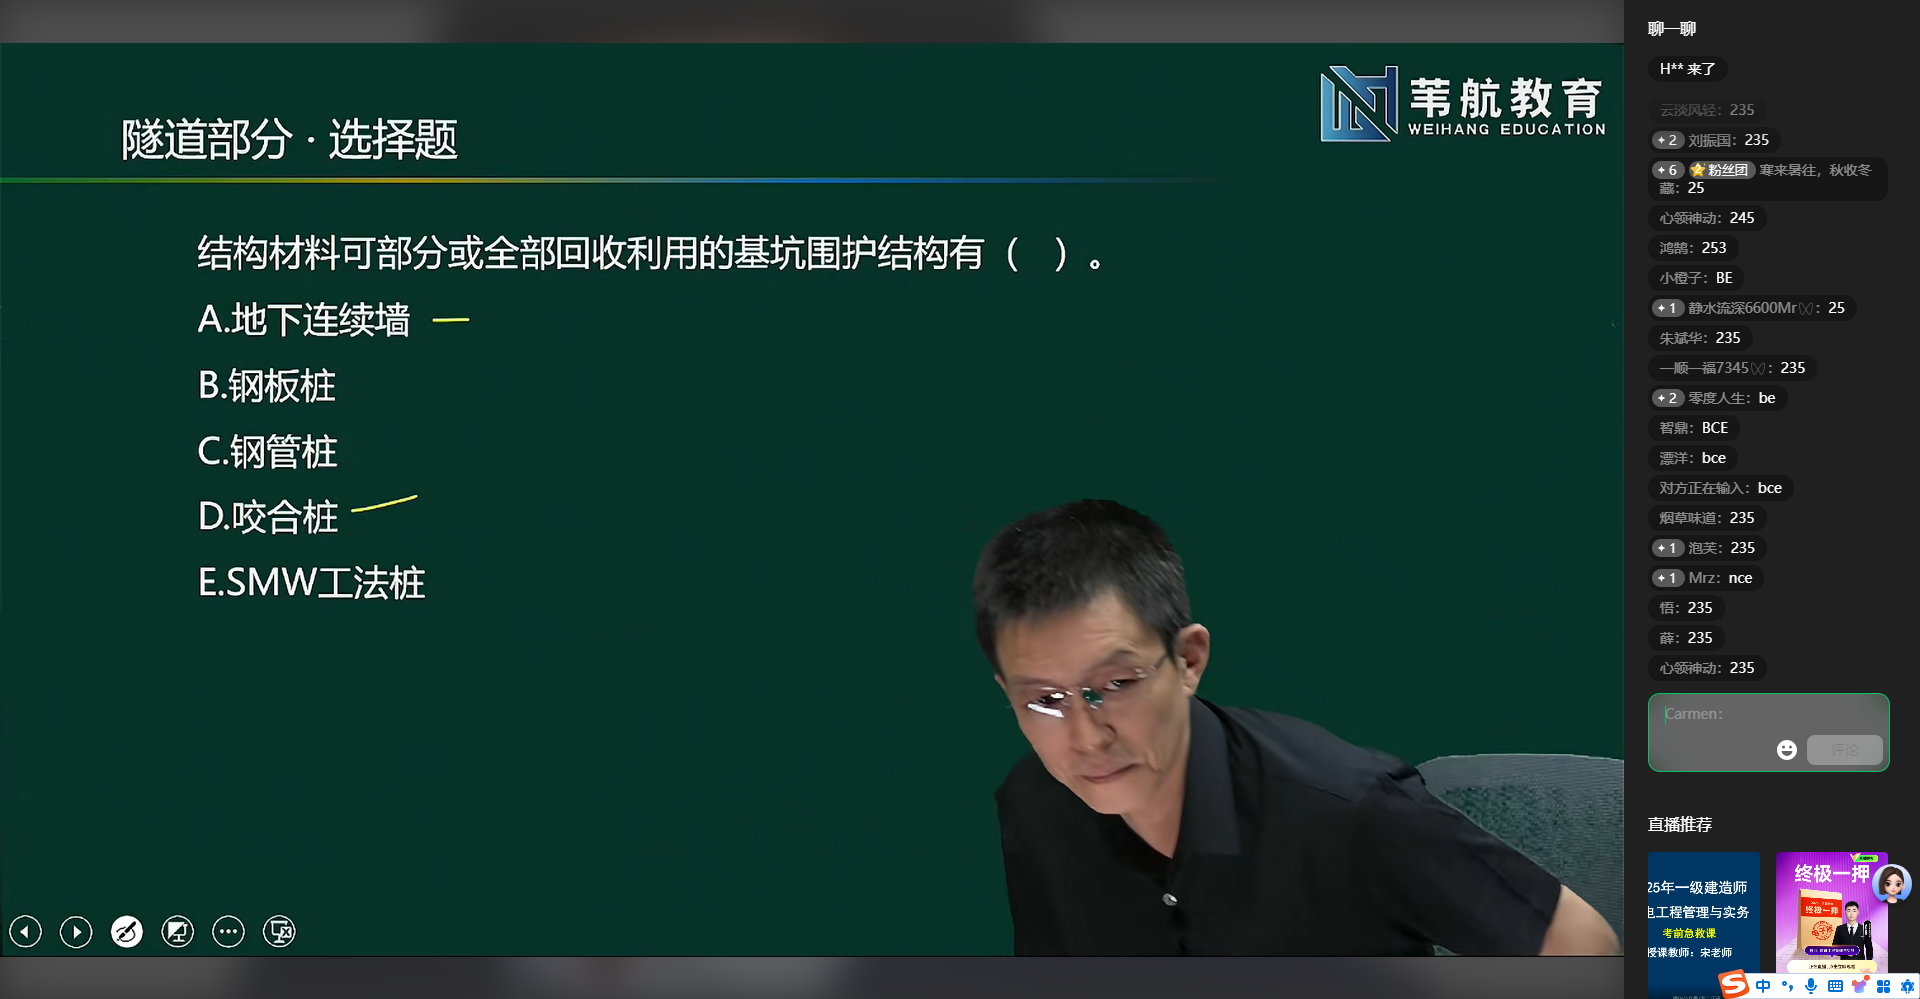 苇航教育
WEIHANG EDUCATION
隧道部分·选择题
结构材料可部分或全部回收利用的基坑围护结构有（ ）。
A.地下连续墙
B.钢板桩
C.钢管桩
D.咬合桩
E.SMW工法桩
聊一聊
H** 来了
云淡风轻：235
2 刘振国：235
6 粉丝团 寒来暑往，秋收冬
藏：25
心领神动：245
鸿鹄：253
小橙子：BE
1 静水流深6600Mr：25
朱斌华：235
一顺一福7345：235
2 零度人生：be
智鼎：BCE
漂洋：bce
对方正在输入：bce
烟草味道：235
1 泡芙：235
1 Mrz：nce
悟：235
薛：235
心领神动：235
Carmen：
评论
直播推荐
25年一级建造师
电工程管理与实务
考前急救课
授课教师：宋老师
终极一押
终极一押
中